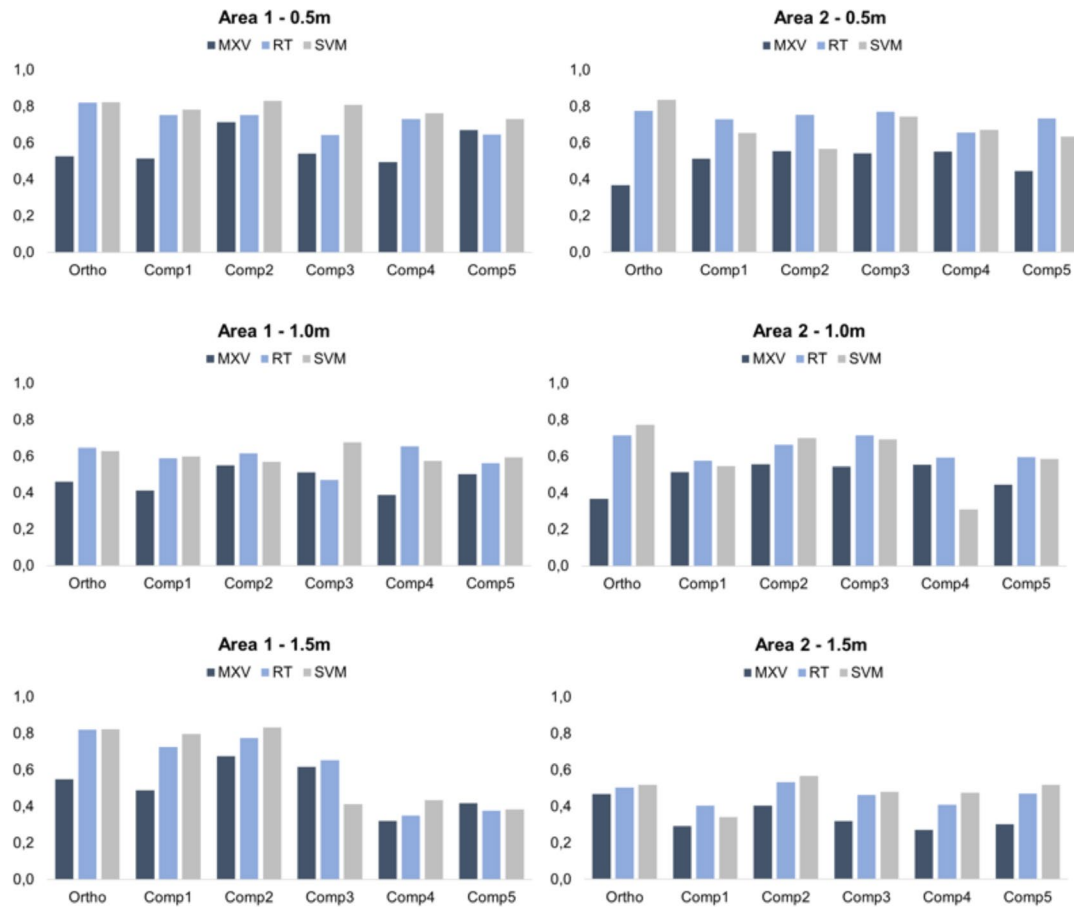 Area 1 - 0.5m
MXV RT SVM
1,0
0,8
0,6
0,4
0,2
0,0
Ortho Comp1 Comp2 Comp3 Comp4 Comp5
Area 2 - 0.5m
MXV RT SVM
1,0
0,8
0,6
0,4
0,2
0,0
Ortho Comp1 Comp2 Comp3 Comp4 Comp5
Area 1 - 1.0m
MXV RT SVM
1,0
0,8
0,6
0,4
0,2
0,0
Ortho Comp1 Comp2 Comp3 Comp4 Comp5
Area 2 - 1.0m
MXV RT SVM
1,0
0,8
0,6
0,4
0,2
0,0
Ortho Comp1 Comp2 Comp3 Comp4 Comp5
Area 1 - 1.5m
MXV RT SVM
1,0
0,8
0,6
0,4
0,2
0,0
Ortho Comp1 Comp2 Comp3 Comp4 Comp5
Area 2 - 1.5m
MXV RT SVM
1,0
0,8
0,6
0,4
0,2
0,0
Ortho Comp1 Comp2 Comp3 Comp4 Comp5